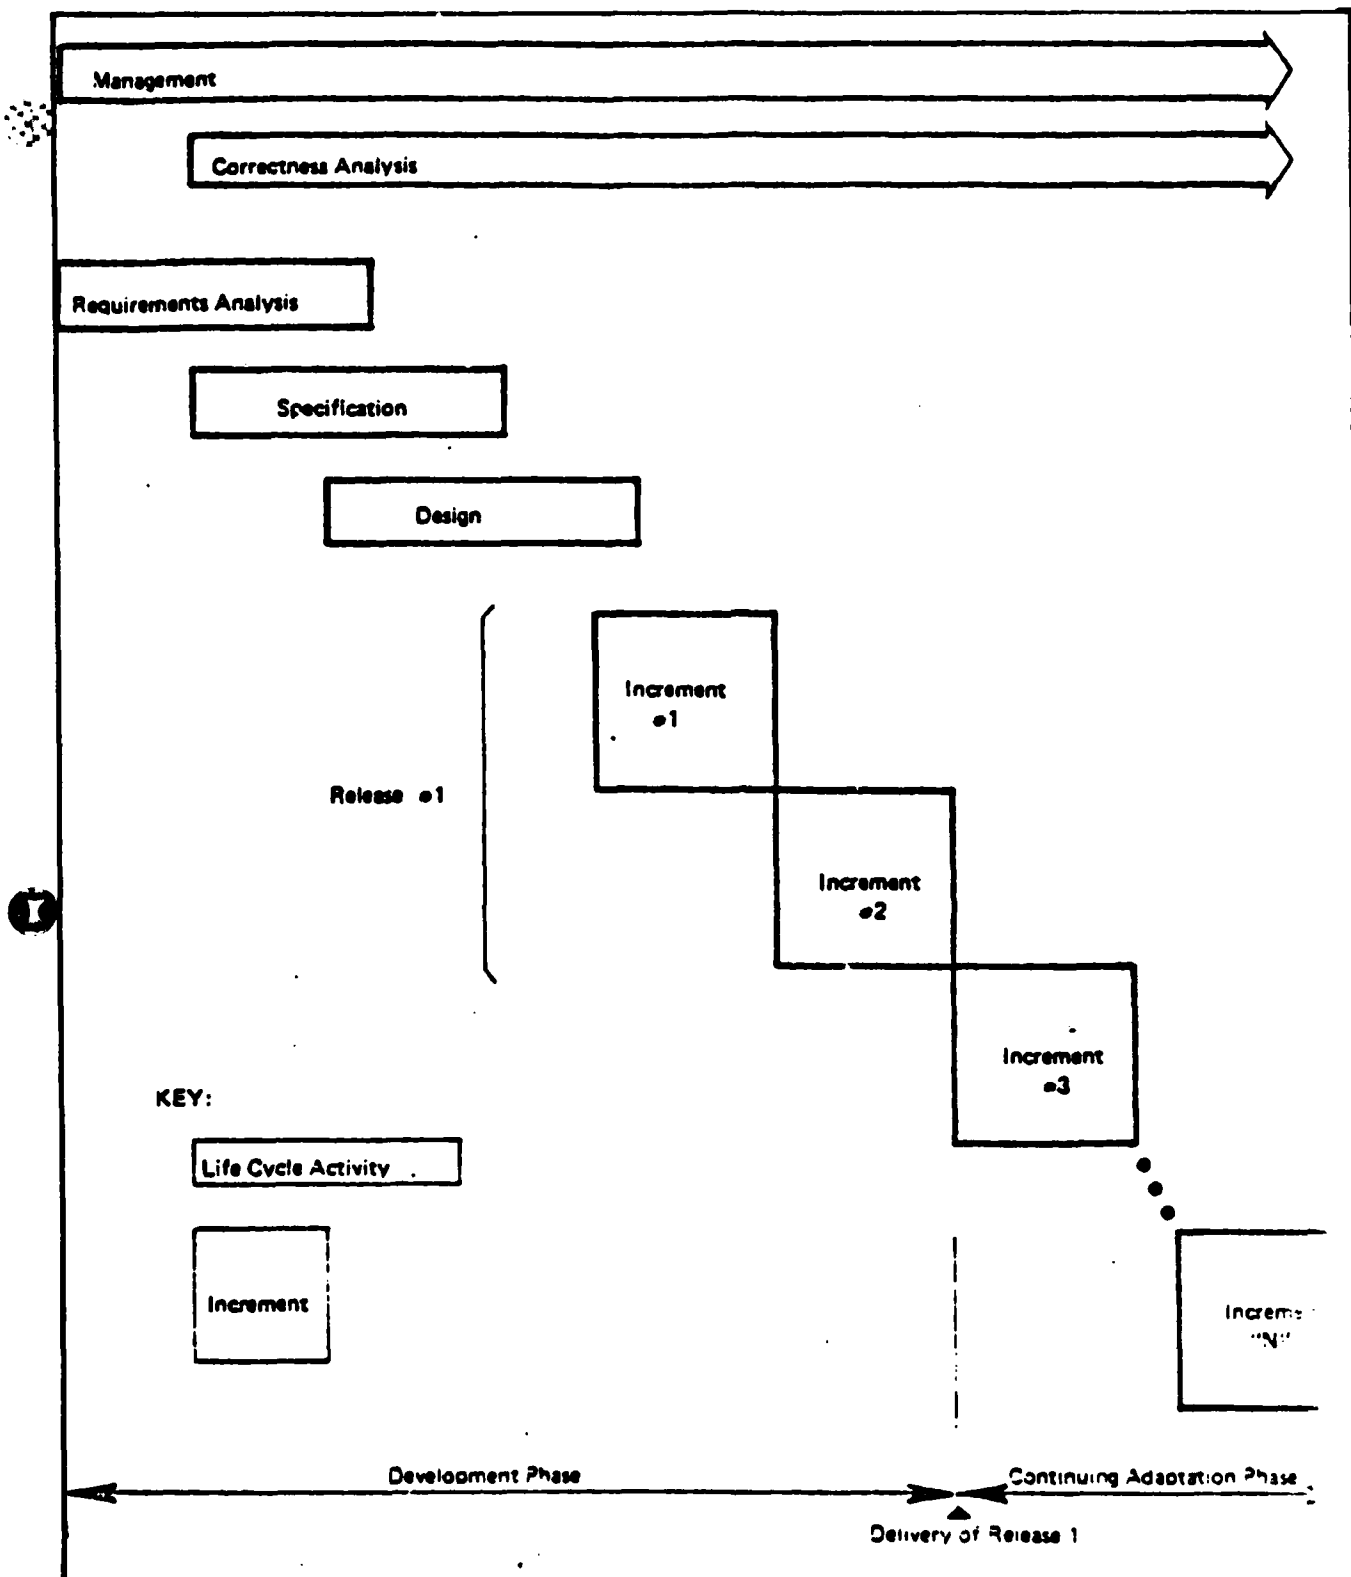 Management
Correctness Analysis
Requirements Analysis
Specification
Design
Increment
#1
Release #1
Increment
#2
Increment
#3
KEY:
Life Cycle Activity
Increment
Increme
"N"
Development Phase
Continuing Adaptation Phase
Delivery of Release 1